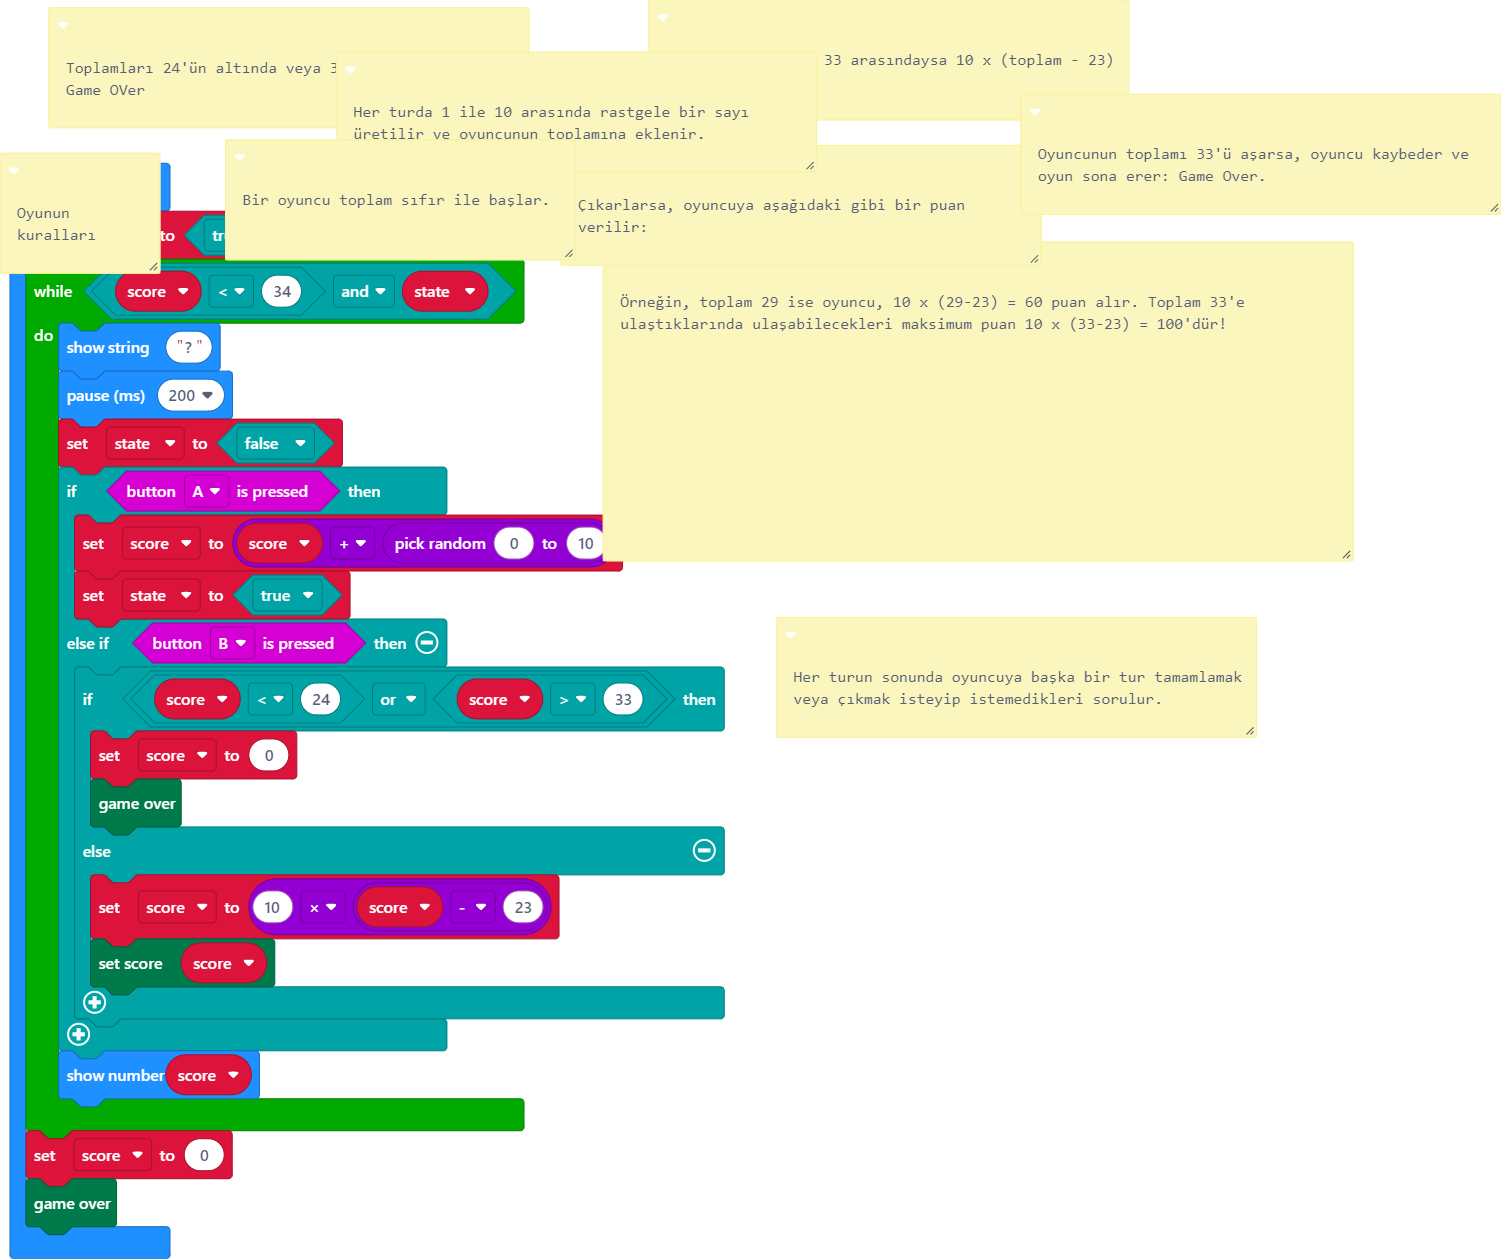 Toplamları 24'ün altında veya 3
Game OVer
33 arasındaysa 10 x (toplam - 23)
Her turda 1 ile 10 arasında rastgele bir sayı
üretilir ve oyuncunun toplamına eklenir.
Oyuncunun toplamı 33'ü aşarsa, oyuncu kaybeder ve
oyun sona erer: Game Over.
Oyunun
kuralları
Bir oyuncu toplam sıfır ile başlar.
Çıkarlarsa, oyuncuya aşağıdaki gibi bir puan
verilir:
Örneğin, toplam 29 ise oyuncu, 10 x (29-23) = 60 puan alır. Toplam 33'e
ulaştıklarında ulaşabilecekleri maksimum puan 10 x (33-23) = 100'dür!
to
while score < 34 and state
do
show string "?"
pause (ms) 200
set state to false
if button A is pressed then
set score to score + pick random 0 to 10
set state to true
else if button B is pressed then
Her turun sonunda oyuncuya başka bir tur tamamlamak
veya çıkmak isteyip istemedikleri sorulur.
if score < 24 or score > 33 then
set score to 0
game over
else
set score to 10 × score - 23
set score score
show number score
set score to 0
game over